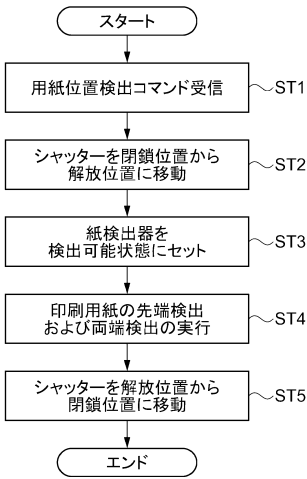 スタート
用紙位置検出コマンド受信
ST1
シャッターを閉鎖位置から
解放位置に移動
ST2
紙検出器を
検出可能状態にセット
ST3
印刷用紙の先端検出
および両端検出の実行
ST4
シャッターを解放位置から
閉鎖位置に移動
ST5
エンド